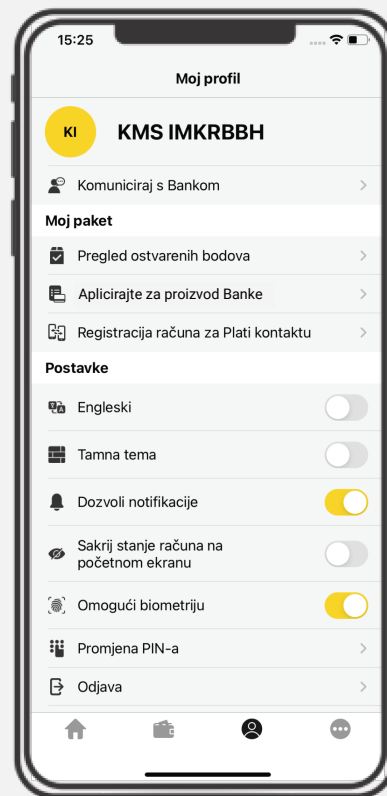 15:25
Moj profil
KI
KMS IMKRBBH
Komuniciraj s Bankom
Moj paket
Pregled ostvarenih bodova
Aplicirajte za proizvod Banke
Registracija računa za Plati kontaktu
Postavke
Engleski
Tamna tema
Dozvoli notifikacije
Sakrij stanje računa na
početnom ekranu
Omogući biometriju
Promjena PIN-a
Odjava